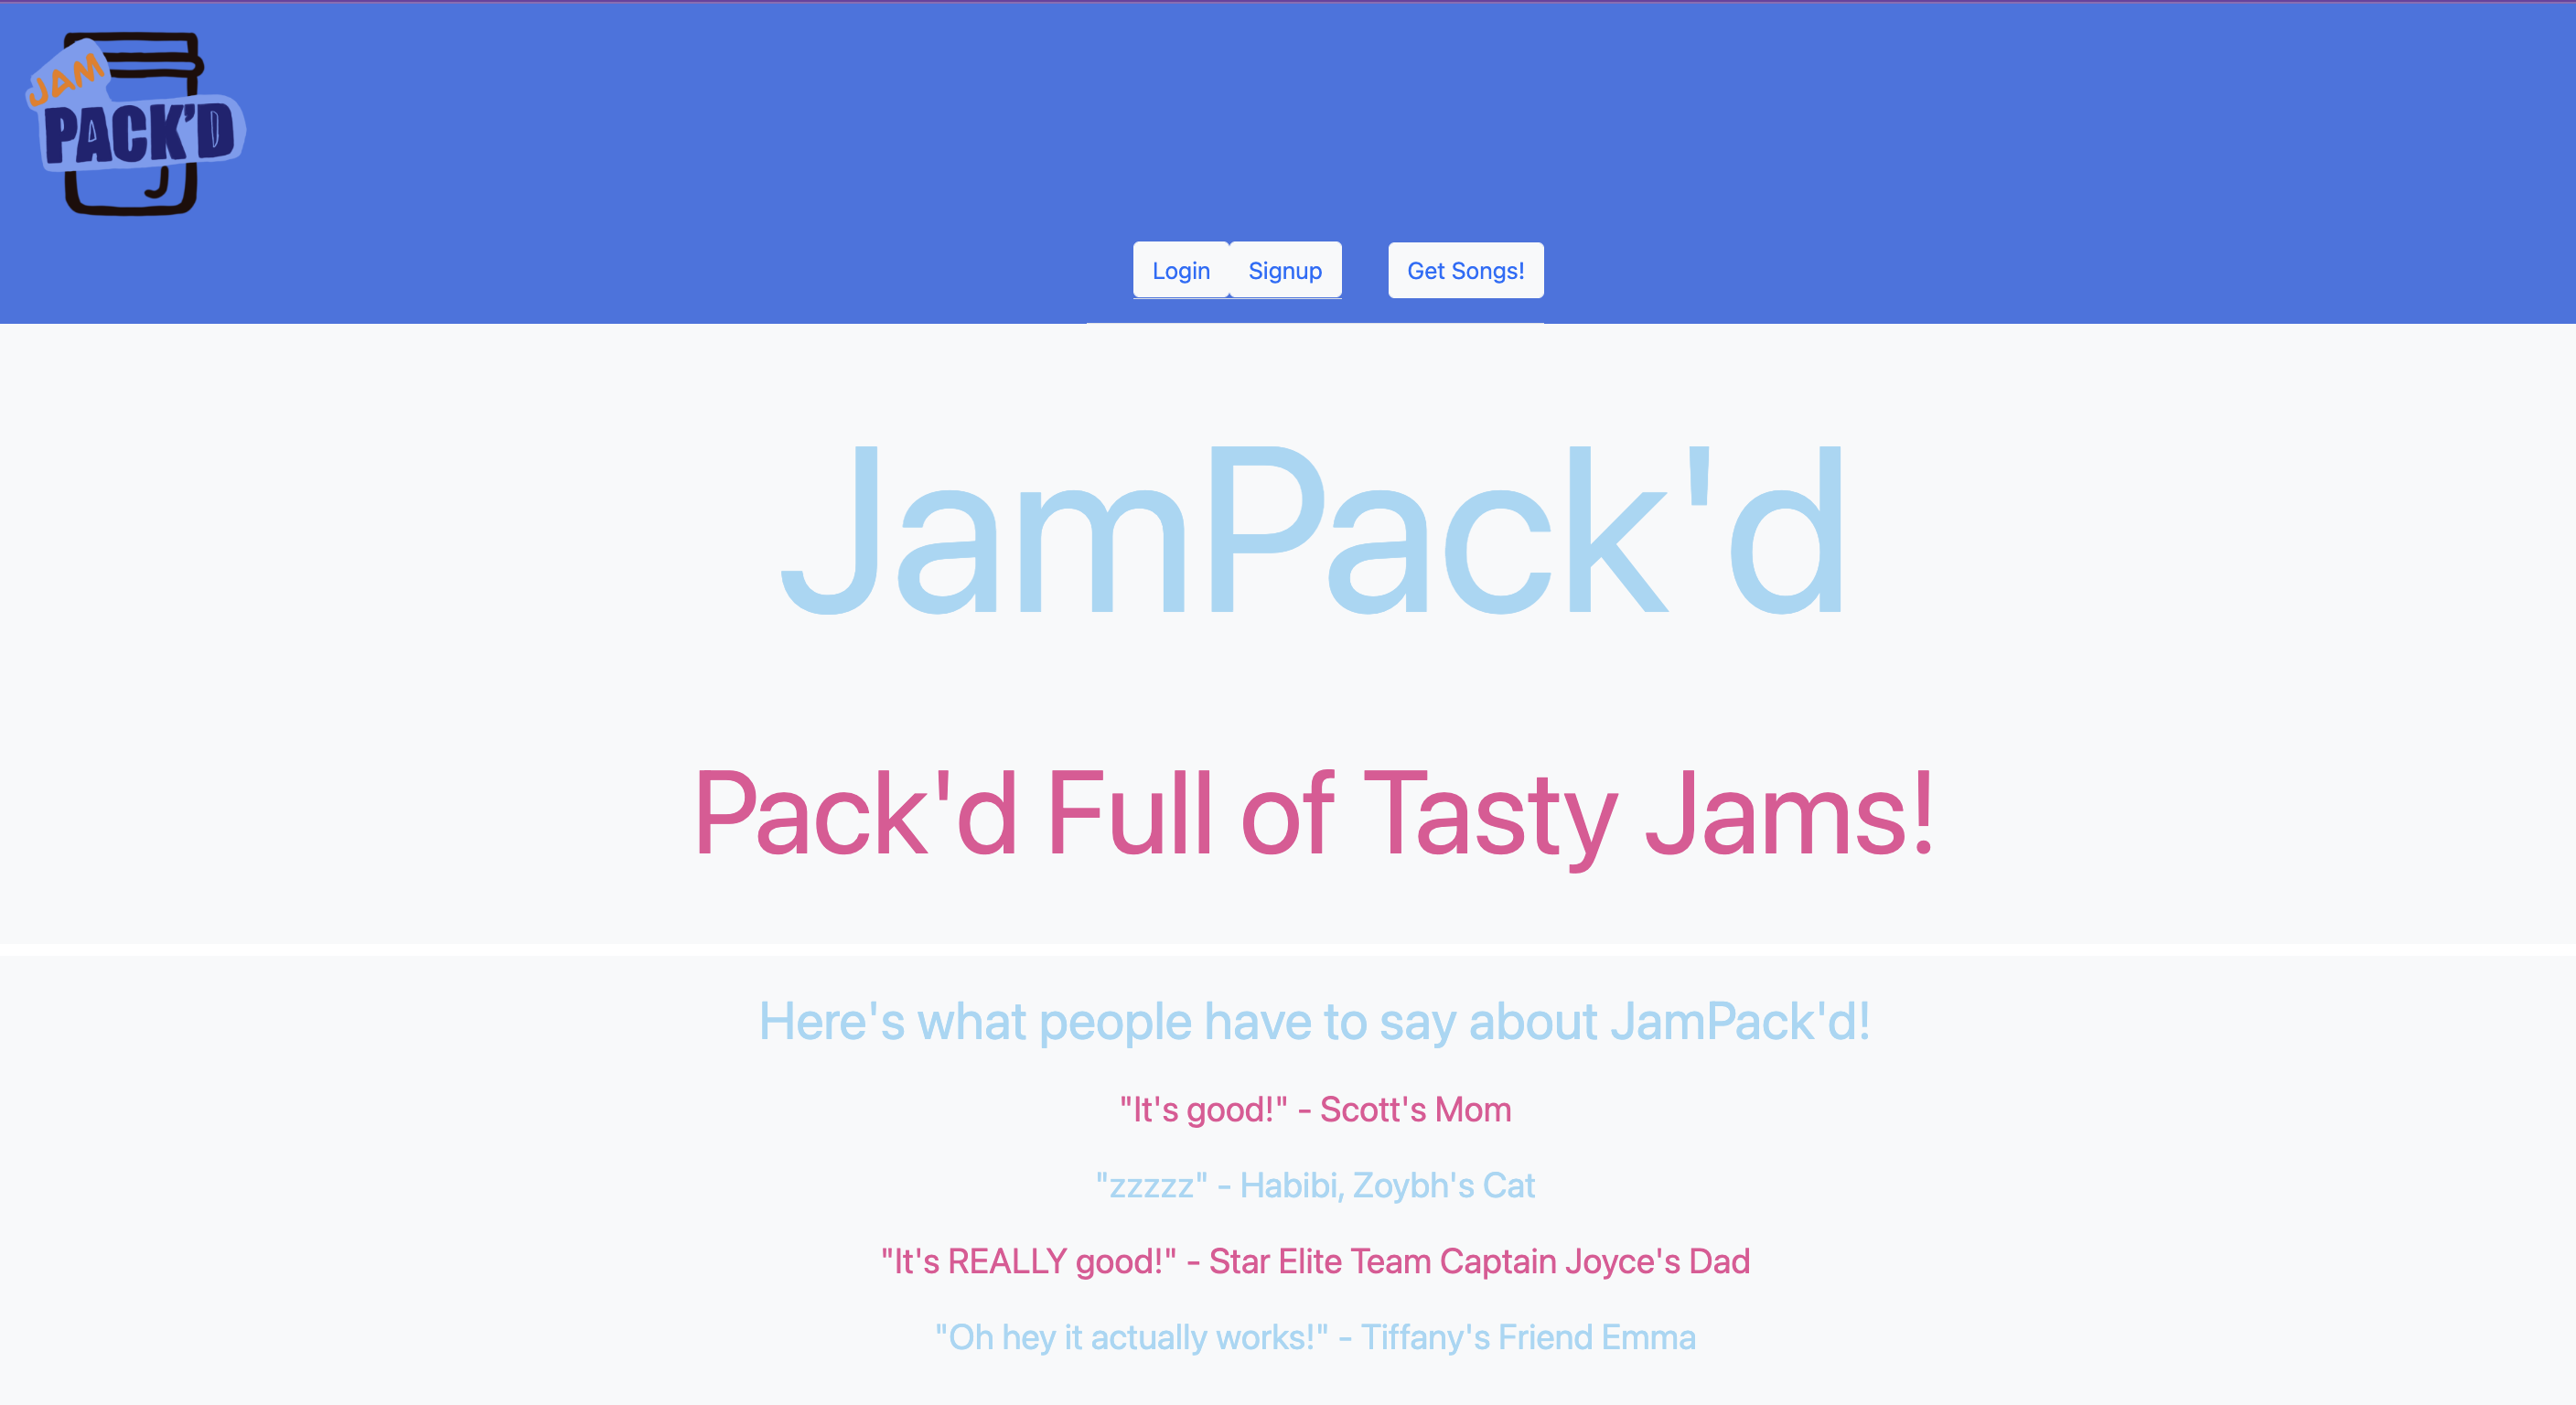 JAM
PACK'D
J
Login Signup Get Songs!
JamPack'd
Pack'd Full of Tasty Jams!
Here's what people have to say about JamPack'd!
"It's good!" - Scott's Mom
"zzzzz" - Habibi, Zoybh's Cat
"It's REALLY good!" - Star Elite Team Captain Joyce's Dad
"Oh hey it actually works!" - Tiffany's Friend Emma